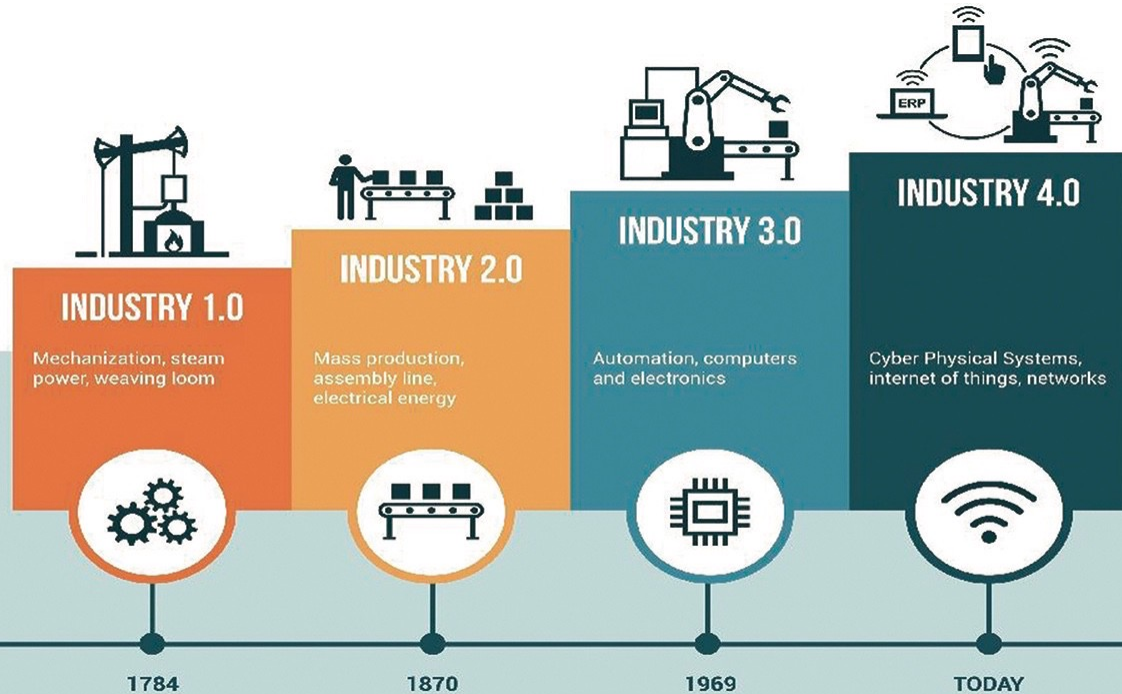 ERP
INDUSTRY 1.0
Mechanization, steam
power, weaving loom
INDUSTRY 2.0
Mass production,
assembly line,
electrical energy
INDUSTRY 3.0
Automation, computers
and electronics
INDUSTRY 4.0
Cyber Physical Systems,
internet of things, networks
1784
1870
1969
TODAY